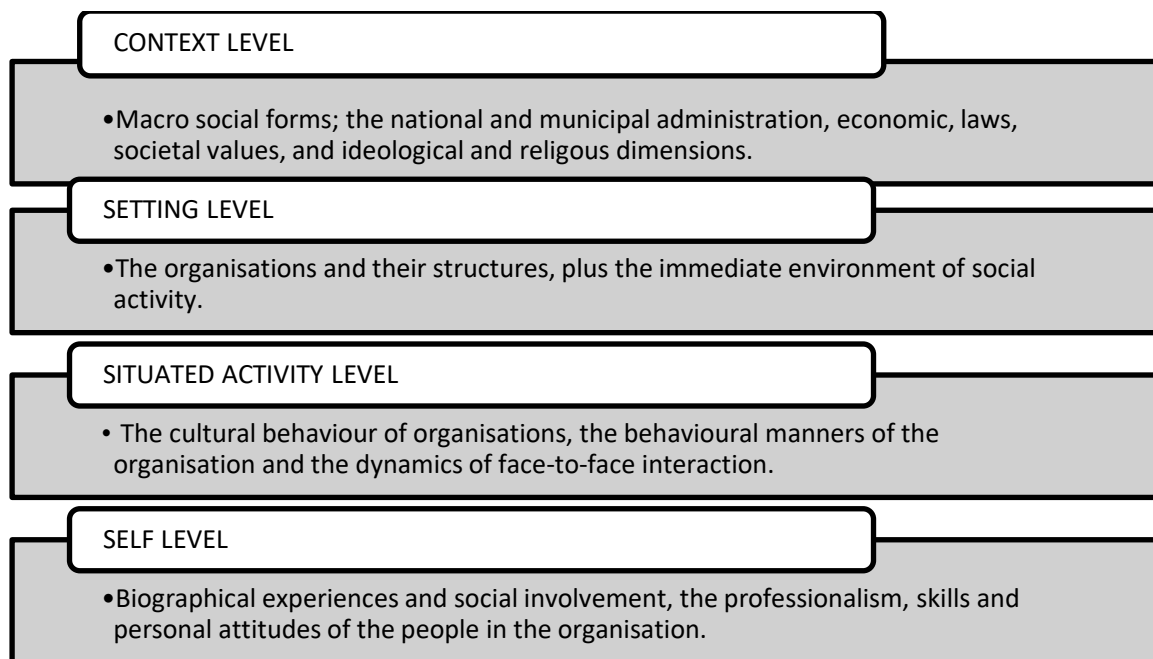 CONTEXT LEVEL
•Macro social forms; the national and municipal administration, economic, laws,
societal values, and ideological and religous dimensions.
SETTING LEVEL
•The organisations and their structures, plus the immediate environment of social
activity.
SITUATED ACTIVITY LEVEL
• The cultural behaviour of organisations, the behavioural manners of the
organisation and the dynamics of face-to-face interaction.
SELF LEVEL
•Biographical experiences and social involvement, the professionalism, skills and
personal attitudes of the people in the organisation.